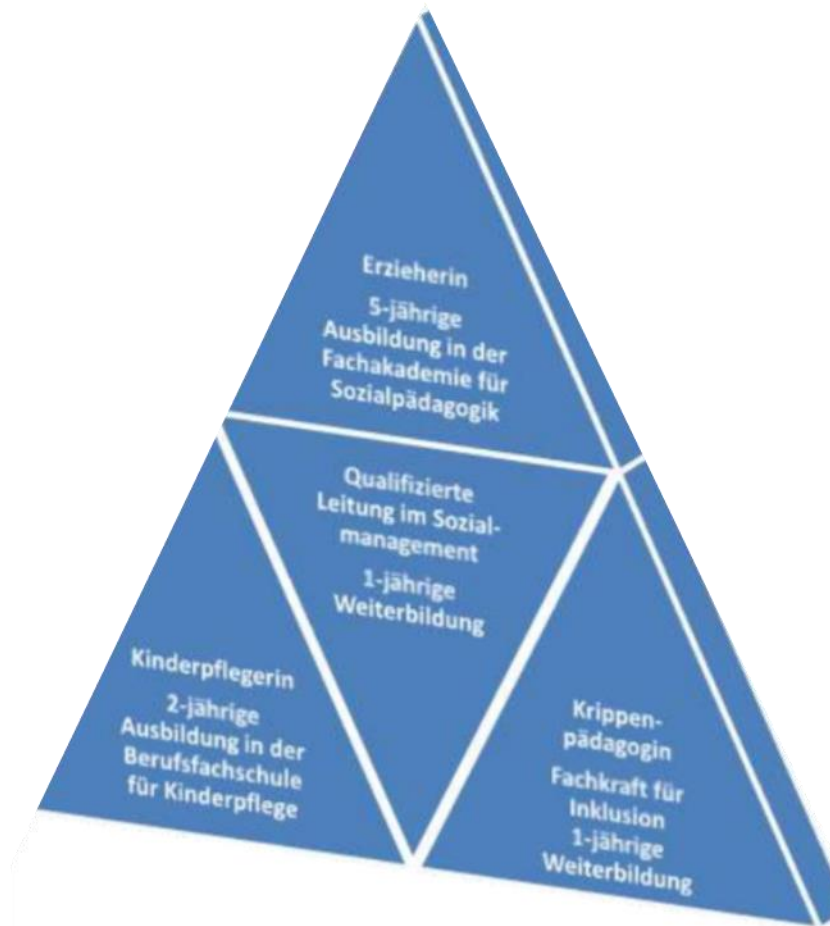 Erzieherin
5-jährige
Ausbildung in der
Fachakademie für
Sozialpädagogik
Qualifizierte
Leitung im Sozial-
management
1-jährige
Weiterbildung
Kinderpflegerin
2-jährige
Ausbildung in der
Berufsfachschule
für Kinderpflege
Krippen-
pädagogin
Fachkraft für
Inklusion
1-jährige
Weiterbildung